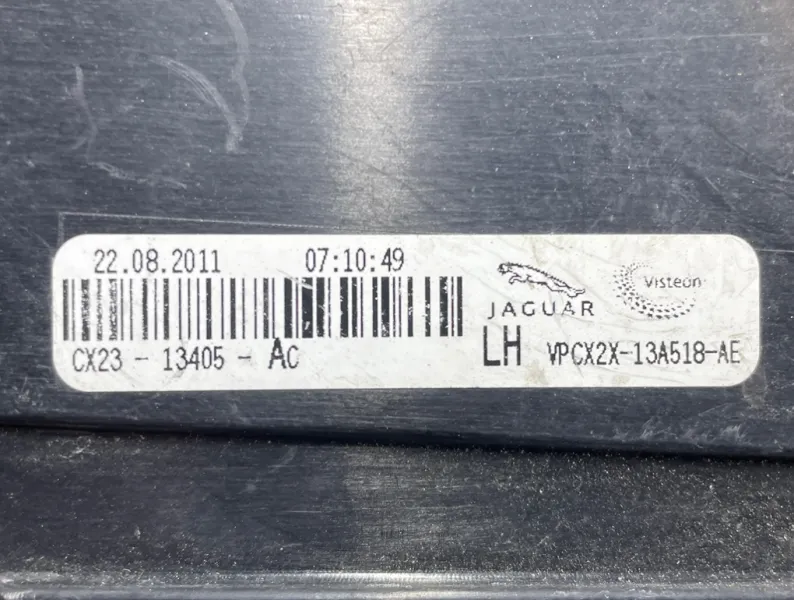 22.08.2011 07:10:49
CX23 - 13405 - AC
JAGUAR
Visteon
LH VPCX2X-13A518-AE